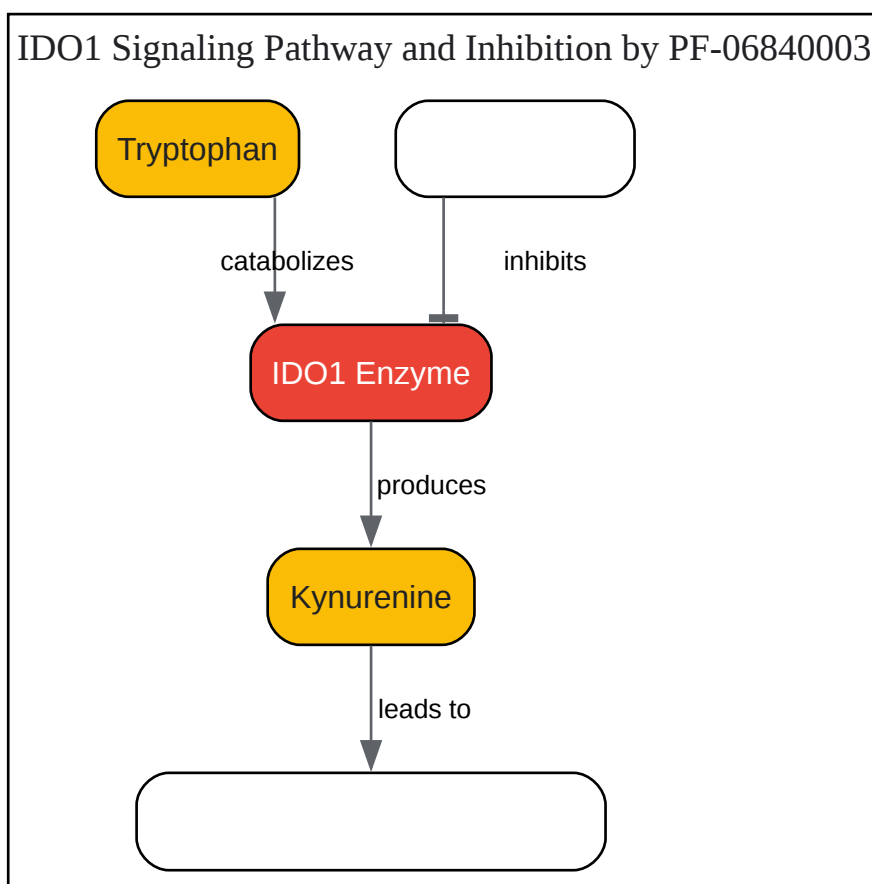 IDO1 Signaling Pathway and Inhibition by PF-06840003
Tryptophan
catabolizes
inhibits
IDO1 Enzyme
produces
Kynurenine
leads to